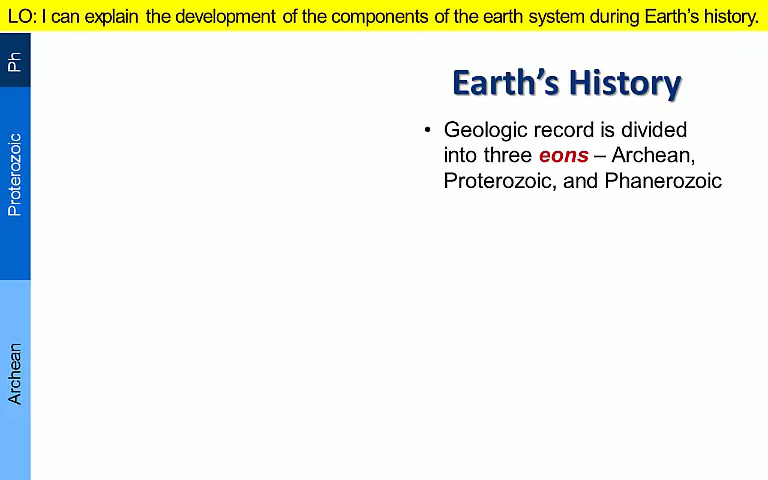 LO: I can explain the development of the components of the earth system during Earth's history.
Ph
Proterozoic
Archean
Earth's History
• Geologic record is divided
into three eons – Archean,
Proterozoic, and Phanerozoic